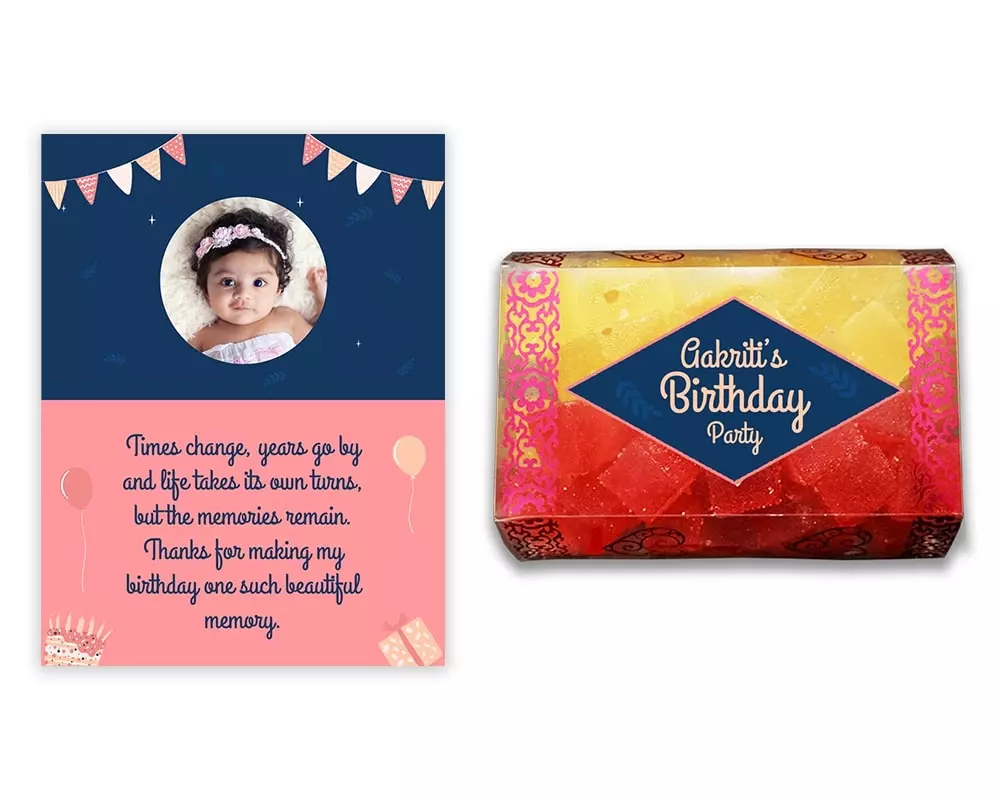 Times change, years go by
and life takes its own turns,
but the memories remain.
Thanks for making my
birthday one such beautiful
memory.
Aakriti's
Birthday
Party